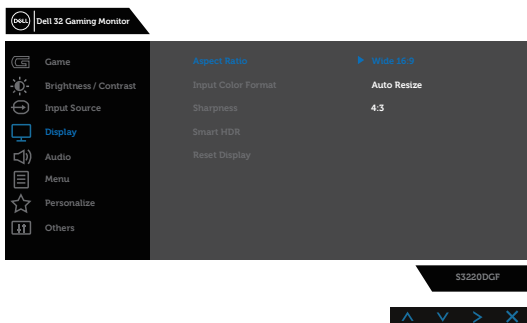 DELL Dell 32 Gaming Monitor
Game
Brightness / Contrast
Input Source
Display
Audio
Menu
Personalize
Others
Aspect Ratio
Input Color Format
Sharpness
Smart HDR
Reset Display
Wide 16:9
Auto Resize
4:3
S3220DGF